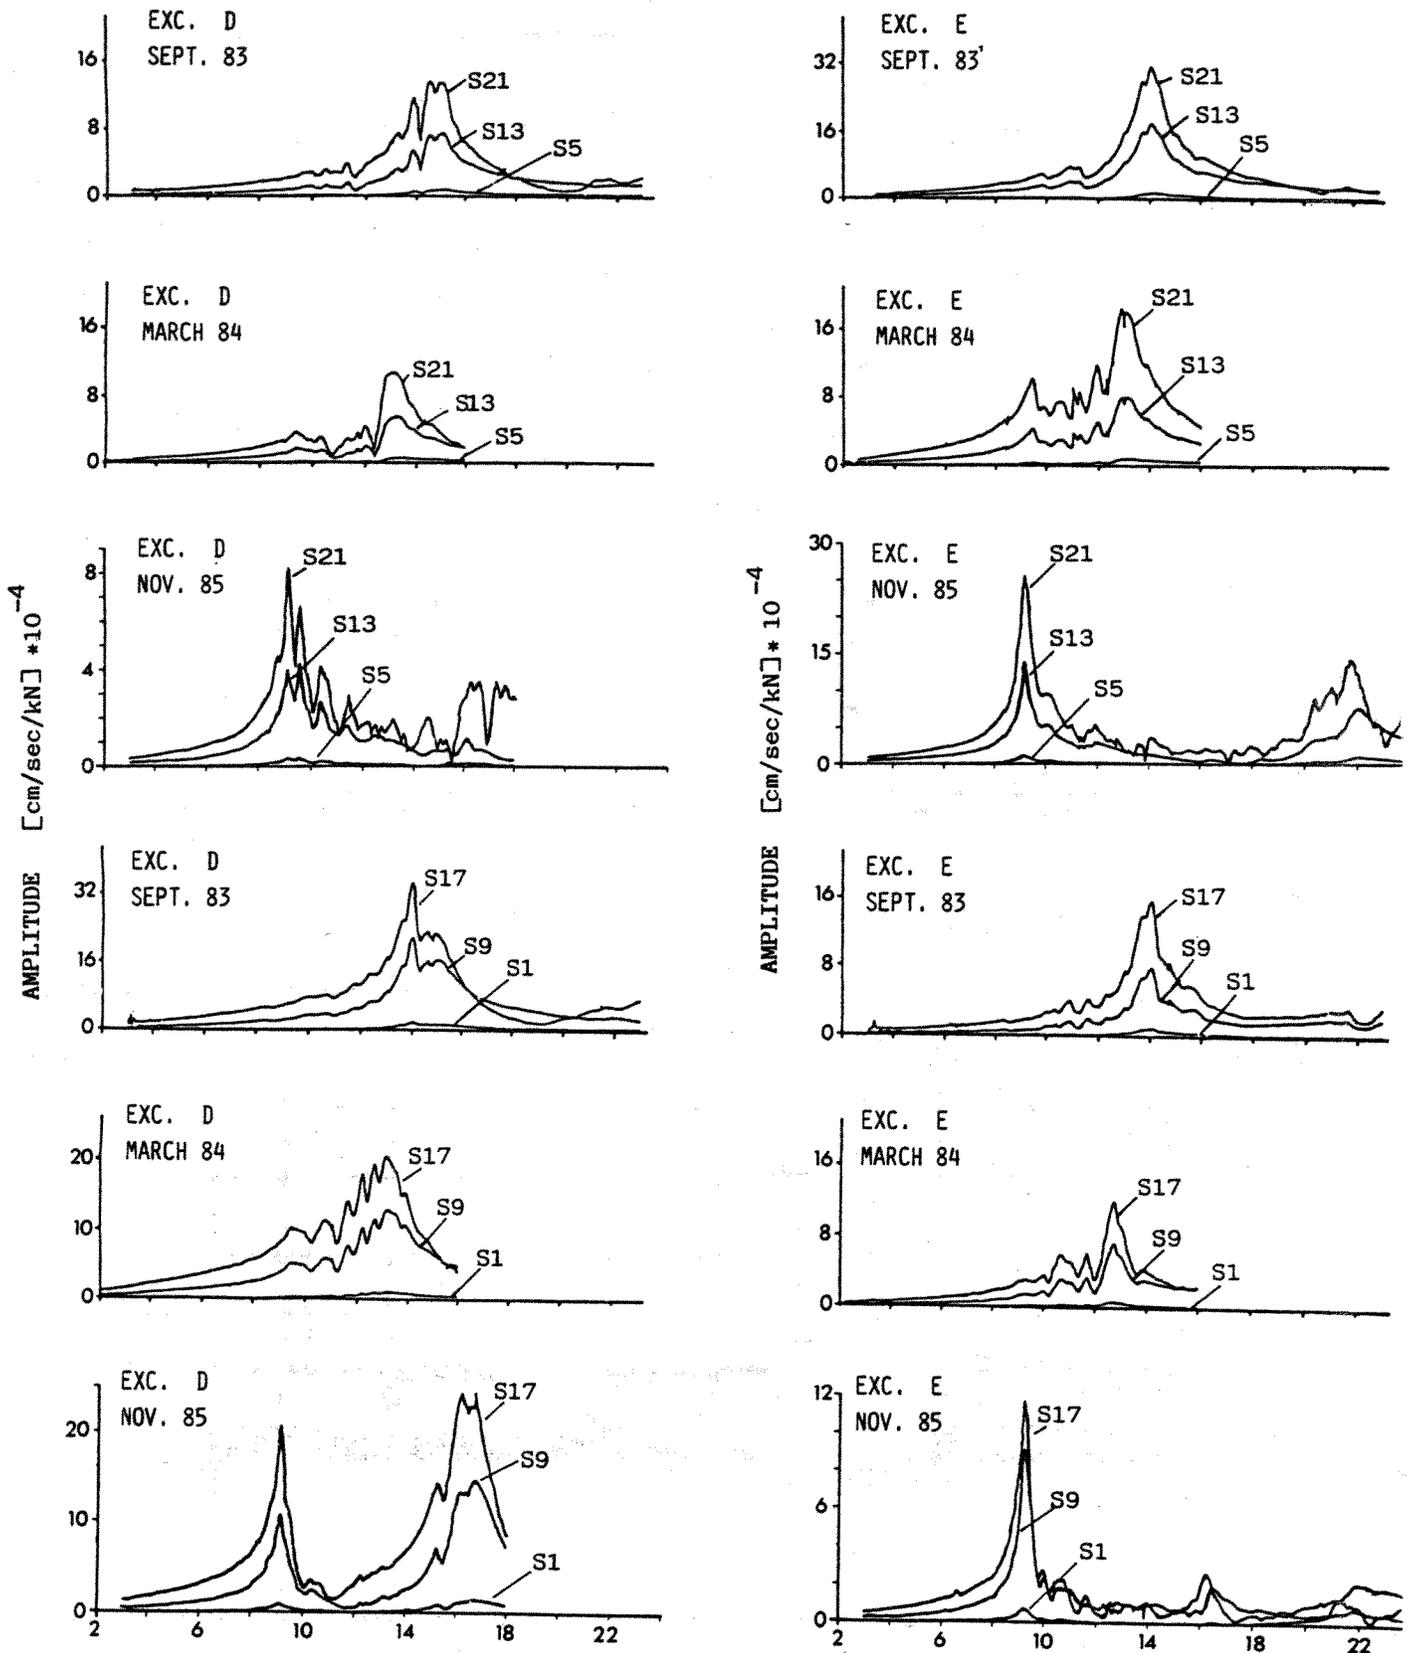 EXC. D
SEPT. 83
16
8
0
S21
S13
S5
EXC. E
SEPT. 83'
32
16
0
S21
S13
S5
EXC. D
MARCH 84
16
8
0
S21
S13
S5
EXC. E
MARCH 84
16
8
0
S21
S13
S5
EXC. D
NOV. 85
8
4
0
S21
S13
S5
EXC. E
NOV. 85
30
15
0
S21
S13
S5
AMPLITUDE [cm/sec/kN]*10-4
AMPLITUDE [cm/sec/kN]* 10-4
EXC. D
SEPT. 83
32
16
0
S17
S9
S1
EXC. E
SEPT. 83
16
8
0
S17
S9
S1
EXC. D
MARCH 84
20
10
0
S17
S9
S1
EXC. E
MARCH 84
16
8
0
S17
S9
S1
EXC. D
NOV. 85
20
10
0
S17
S9
S1
2 6 10 14 18 22
EXC. E
NOV. 85
12
6
0
S17
S9
S1
2 6 10 14 18 22